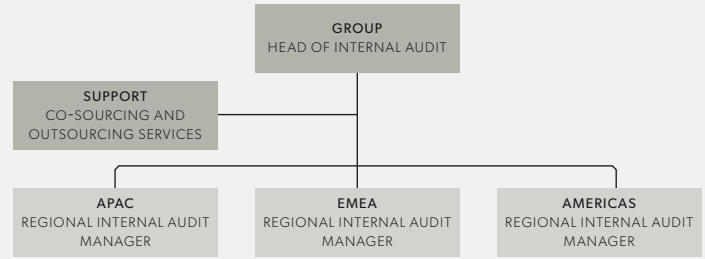 GROUP
HEAD OF INTERNAL AUDIT
SUPPORT
CO-SOURCING AND
OUTSOURCING SERVICES
APAC
REGIONAL INTERNAL AUDIT
MANAGER
EMEA
REGIONAL INTERNAL AUDIT
MANAGER
AMERICAS
REGIONAL INTERNAL AUDIT
MANAGER